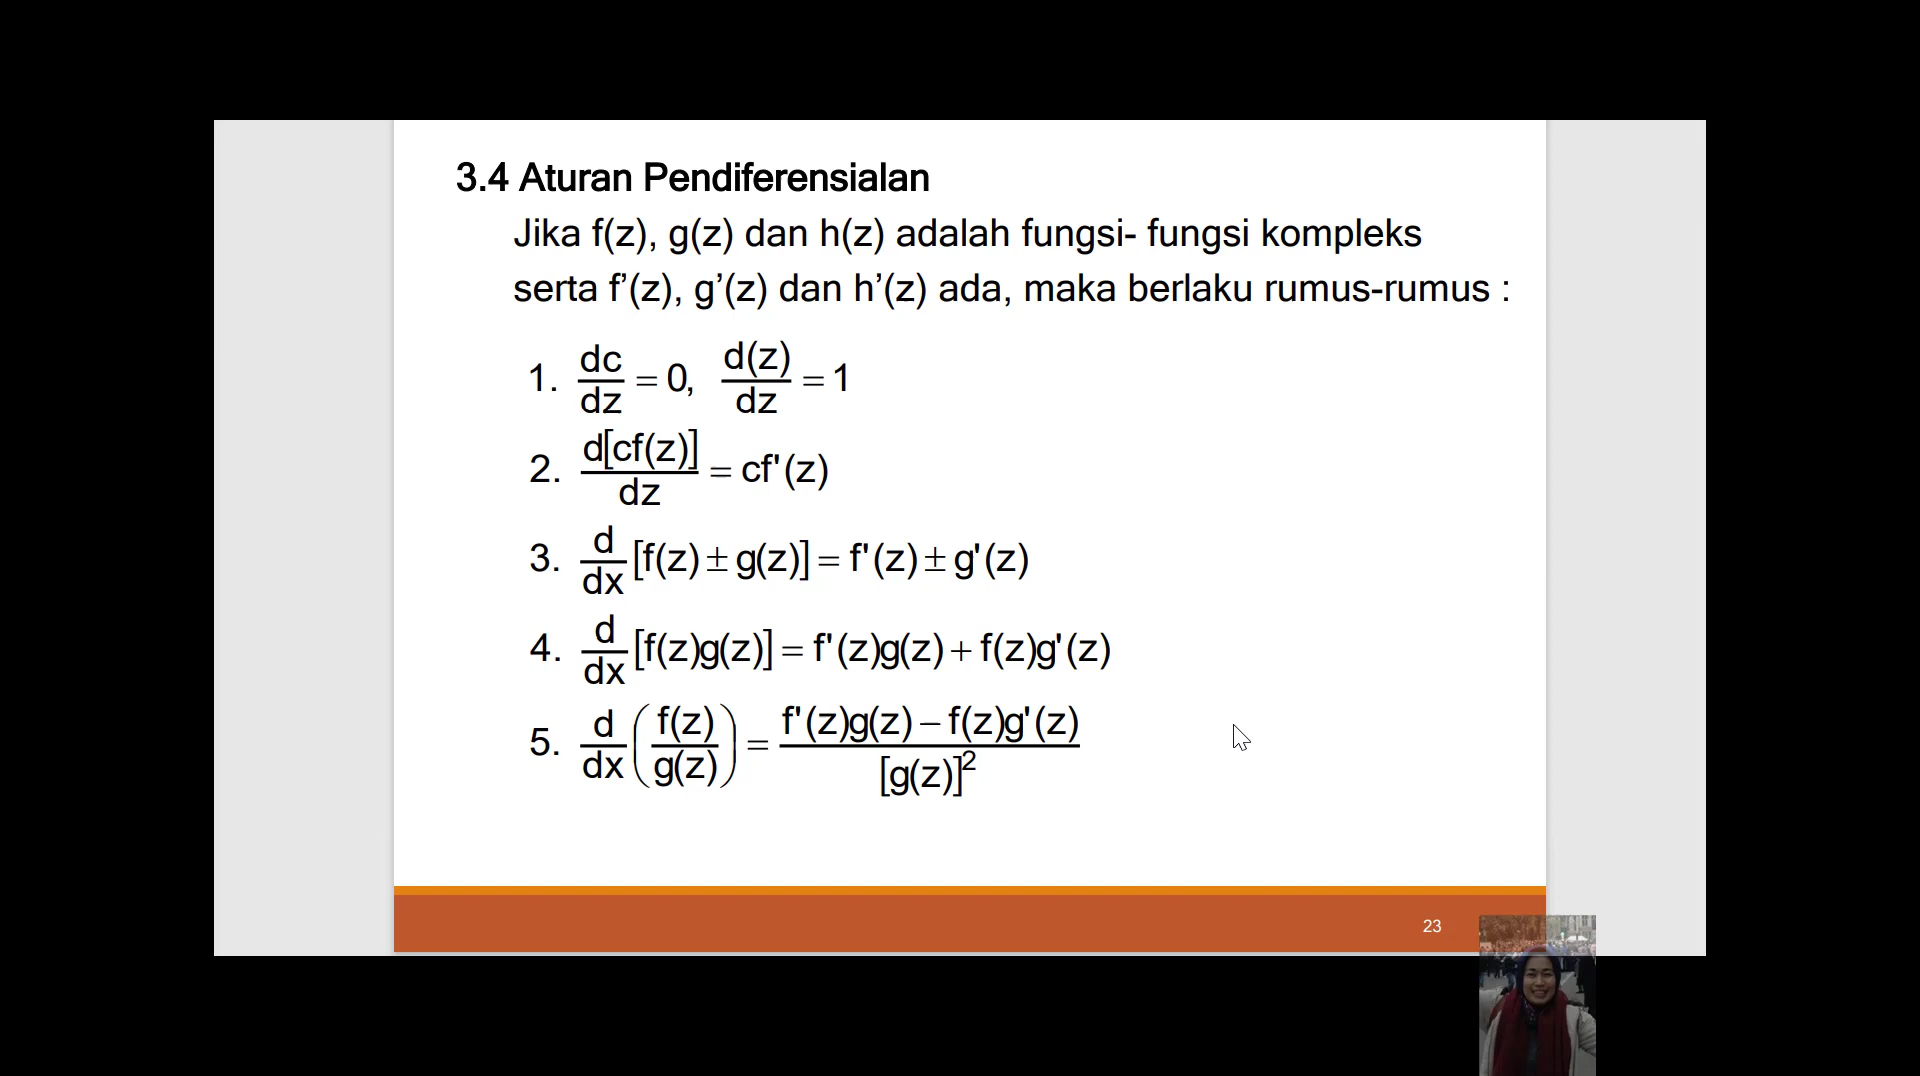 3.4 Aturan Pendiferensialan
Jika f(z), g(z) dan h(z) adalah fungsi- fungsi kompleks
serta f’(z), g’(z) dan h’(z) ada, maka berlaku rumus-rumus :
1. dc/dz = 0, d(z)/dz = 1
2. d[cf(z)]/dz = cf'(z)
3. d/dx [f(z) ± g(z)] = f'(z) ± g'(z)
4. d/dx [f(z)g(z)] = f'(z)g(z) + f(z)g'(z)
5. d/dx (f(z)/g(z)) = (f'(z)g(z) − f(z)g'(z))/[g(z)]²
23